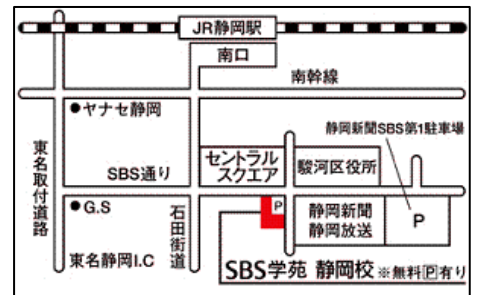 JR静岡駅
南口
南幹線
●ヤナセ静岡
静岡新聞SBS第1駐車場
東名取付道路
SBS通り
セントラル
スクエア
駿河区役所
●G.S
石田街道
P
静岡新聞
静岡放送
P
東名静岡I.C
SBS学苑 静岡校 ※無料P有り